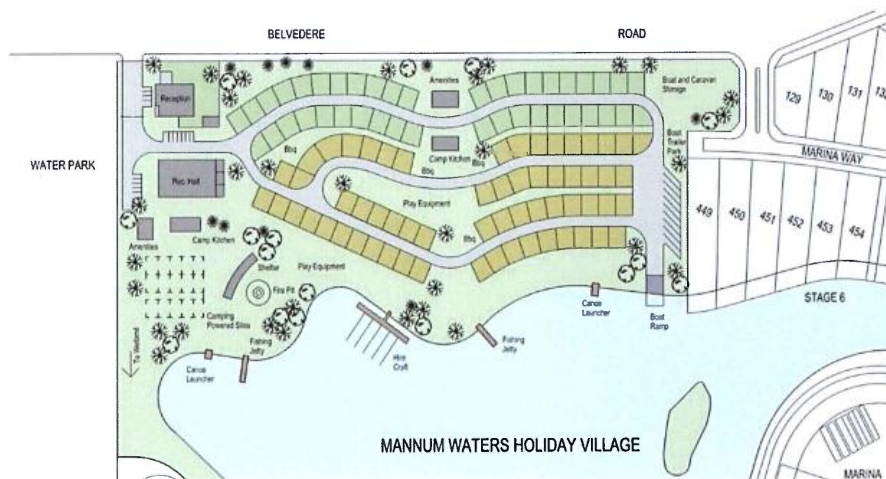 BELVEDERE
ROAD
Amenities
Boat and Caravan
Storage
Reception
129
130
131
Boat
Trailer
Park
MARINA WAY
WATER PARK
Bbq
Camp Kitchen
Bbq
Bbq
Rec. Hall
Play Equipment
449
450
451
452
453
454
Amenities
Camp Kitchen
Bbq
Shelter
Play Equipment
Fire Pit
Canoe
Launcher
STAGE 6
Camping
Powered Sites
Boat
Ramp
To Wetland
Fishing
Jetty
Fishing
Jetty
Canoe
Launcher
Hire
Craft
MANNUM WATERS HOLIDAY VILLAGE
MARINA